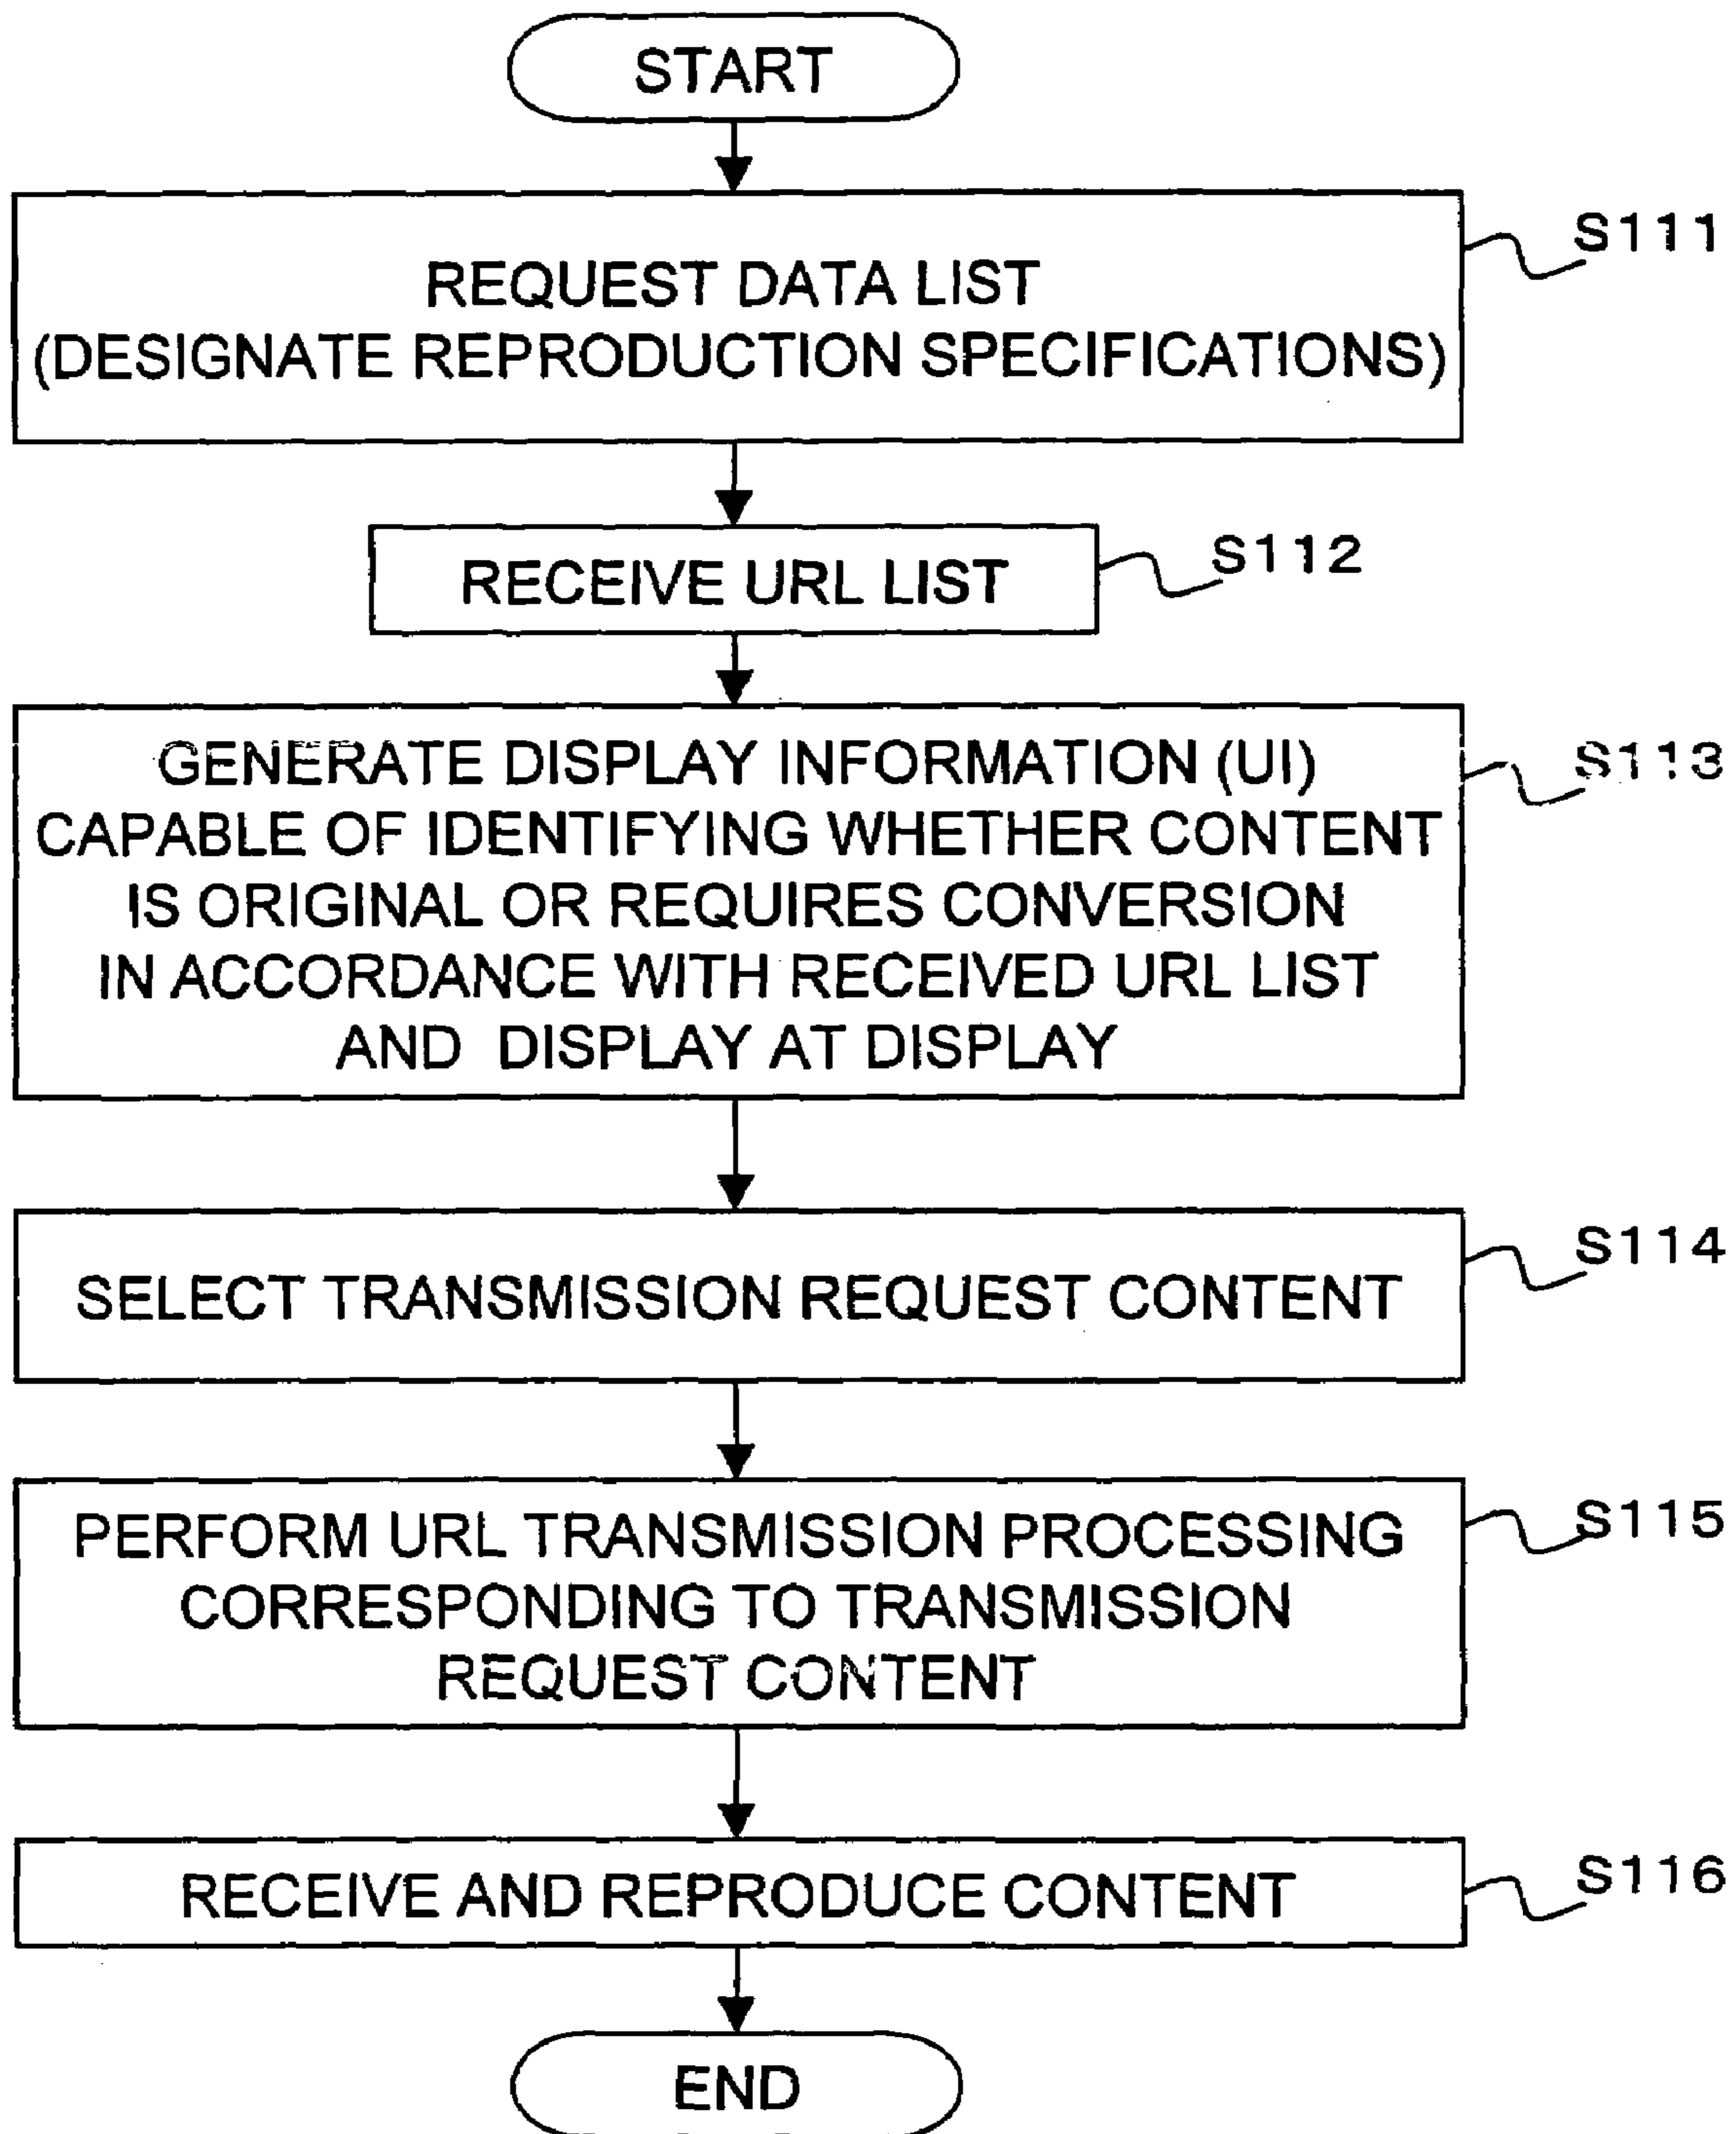 START
REQUEST DATA LIST
(DESIGNATE REPRODUCTION SPECIFICATIONS)
S111
RECEIVE URL LIST
S112
GENERATE DISPLAY INFORMATION (UI)
CAPABLE OF IDENTIFYING WHETHER CONTENT
IS ORIGINAL OR REQUIRES CONVERSION
IN ACCORDANCE WITH RECEIVED URL LIST
AND DISPLAY AT DISPLAY
S113
SELECT TRANSMISSION REQUEST CONTENT
S114
PERFORM URL TRANSMISSION PROCESSING
CORRESPONDING TO TRANSMISSION
REQUEST CONTENT
S115
RECEIVE AND REPRODUCE CONTENT
S116
END